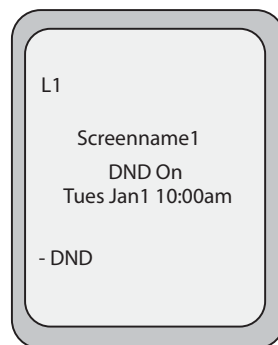 L1
Screenname1
DND On
Tues Jan1 10:00am
- DND